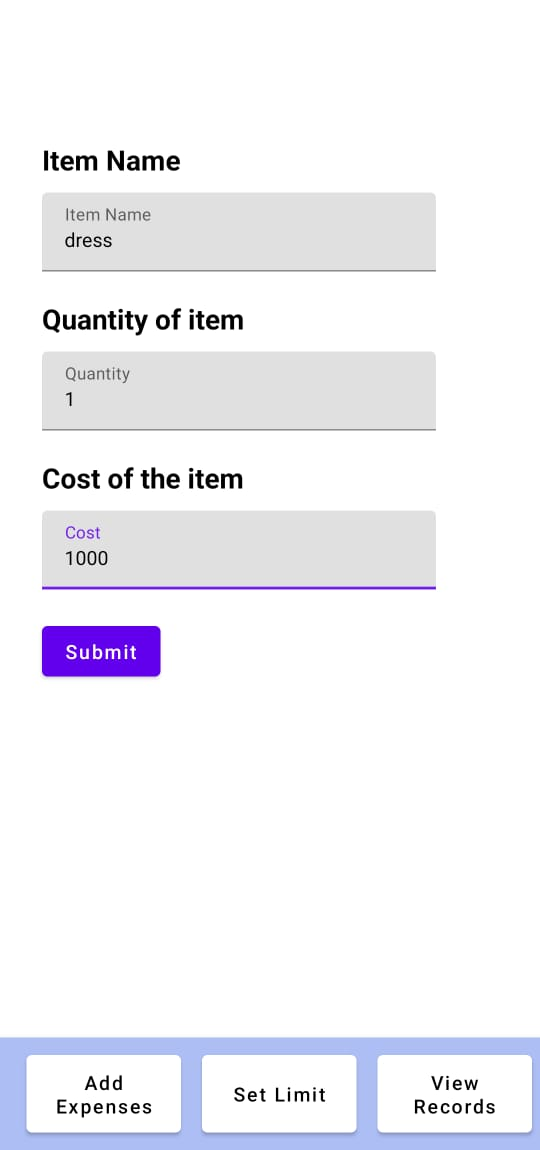 Item Name
Item Name
dress
Quantity of item
Quantity
1
Cost of the item
Cost
1000
Submit
Add
Expenses
Set Limit
View
Records